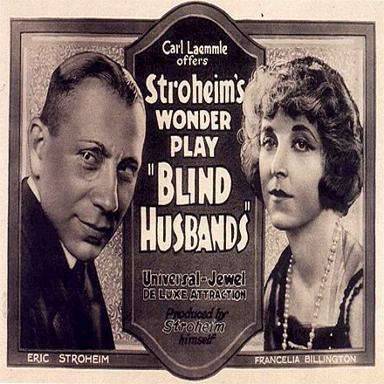 Carl Laemmle
offers
Stroheim's
WONDER
PLAY
"BLIND
HUSBANDS"
Universal-Jewel
DE LUXE ATTRACTION
Produced by
Stroheim
himself
ERIC STROHEIM
FRANCELIA BILLINGTON